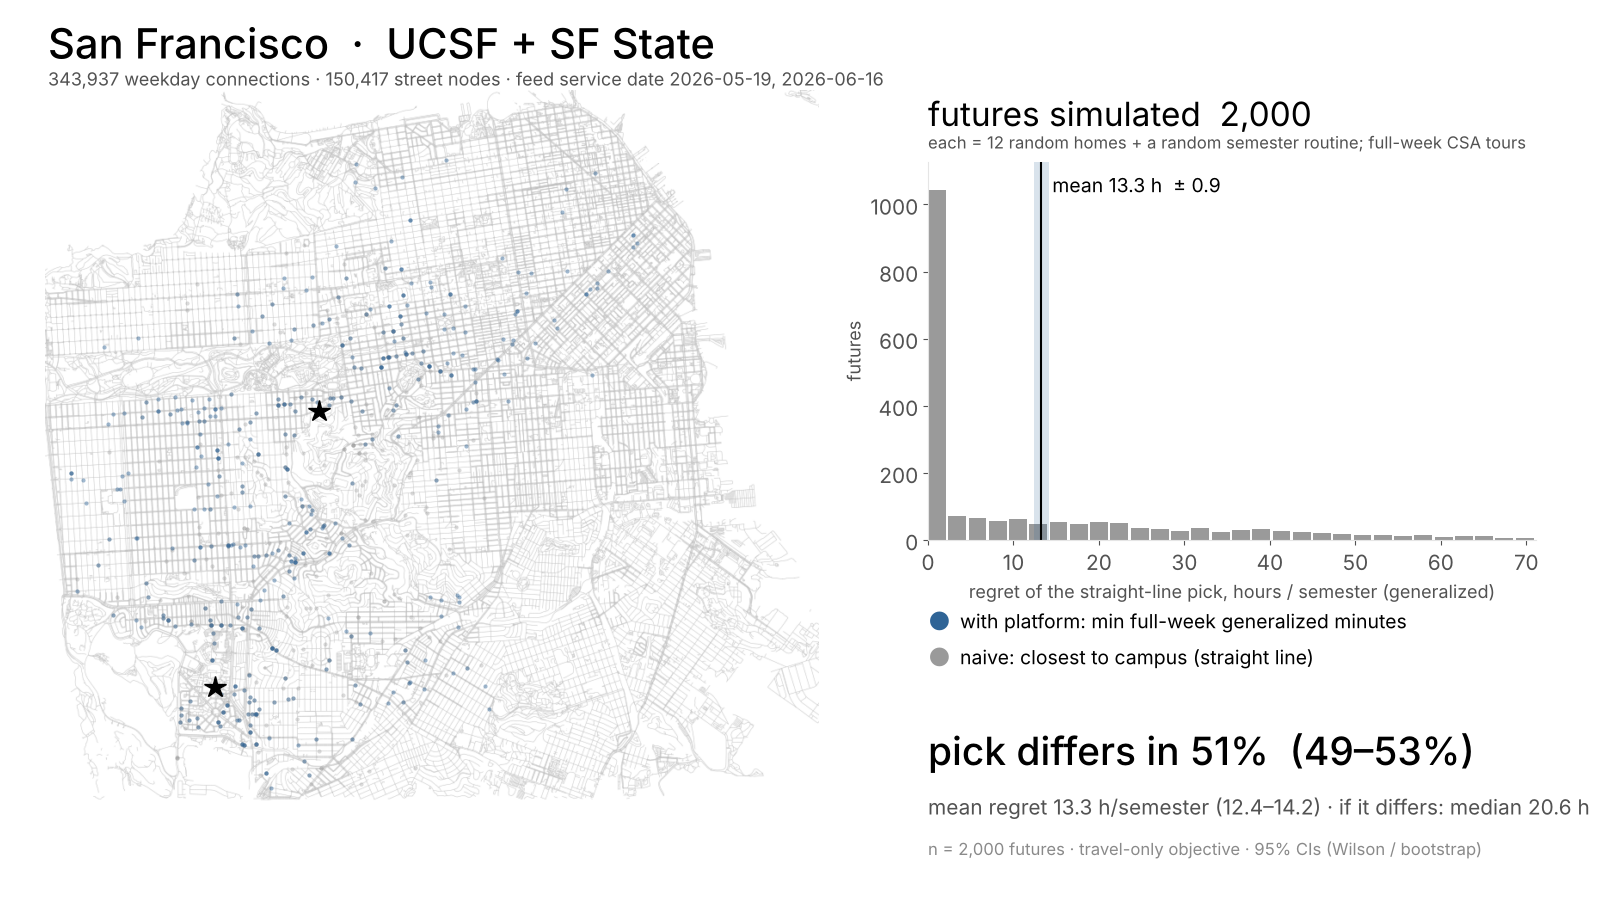 San Francisco · UCSF + SF State
343,937 weekday connections · 150,417 street nodes · feed service date 2026-05-19, 2026-06-16
futures simulated 2,000
each = 12 random homes + a random semester routine; full-week CSA tours
mean 13.3 h ± 0.9
1000
800
600
400
200
0
futures
0 10 20 30 40 50 60 70
regret of the straight-line pick, hours / semester (generalized)
with platform: min full-week generalized minutes
naive: closest to campus (straight line)
pick differs in 51% (49–53%)
mean regret 13.3 h/semester (12.4–14.2) · if it differs: median 20.6 h
n = 2,000 futures · travel-only objective · 95% CIs (Wilson / bootstrap)